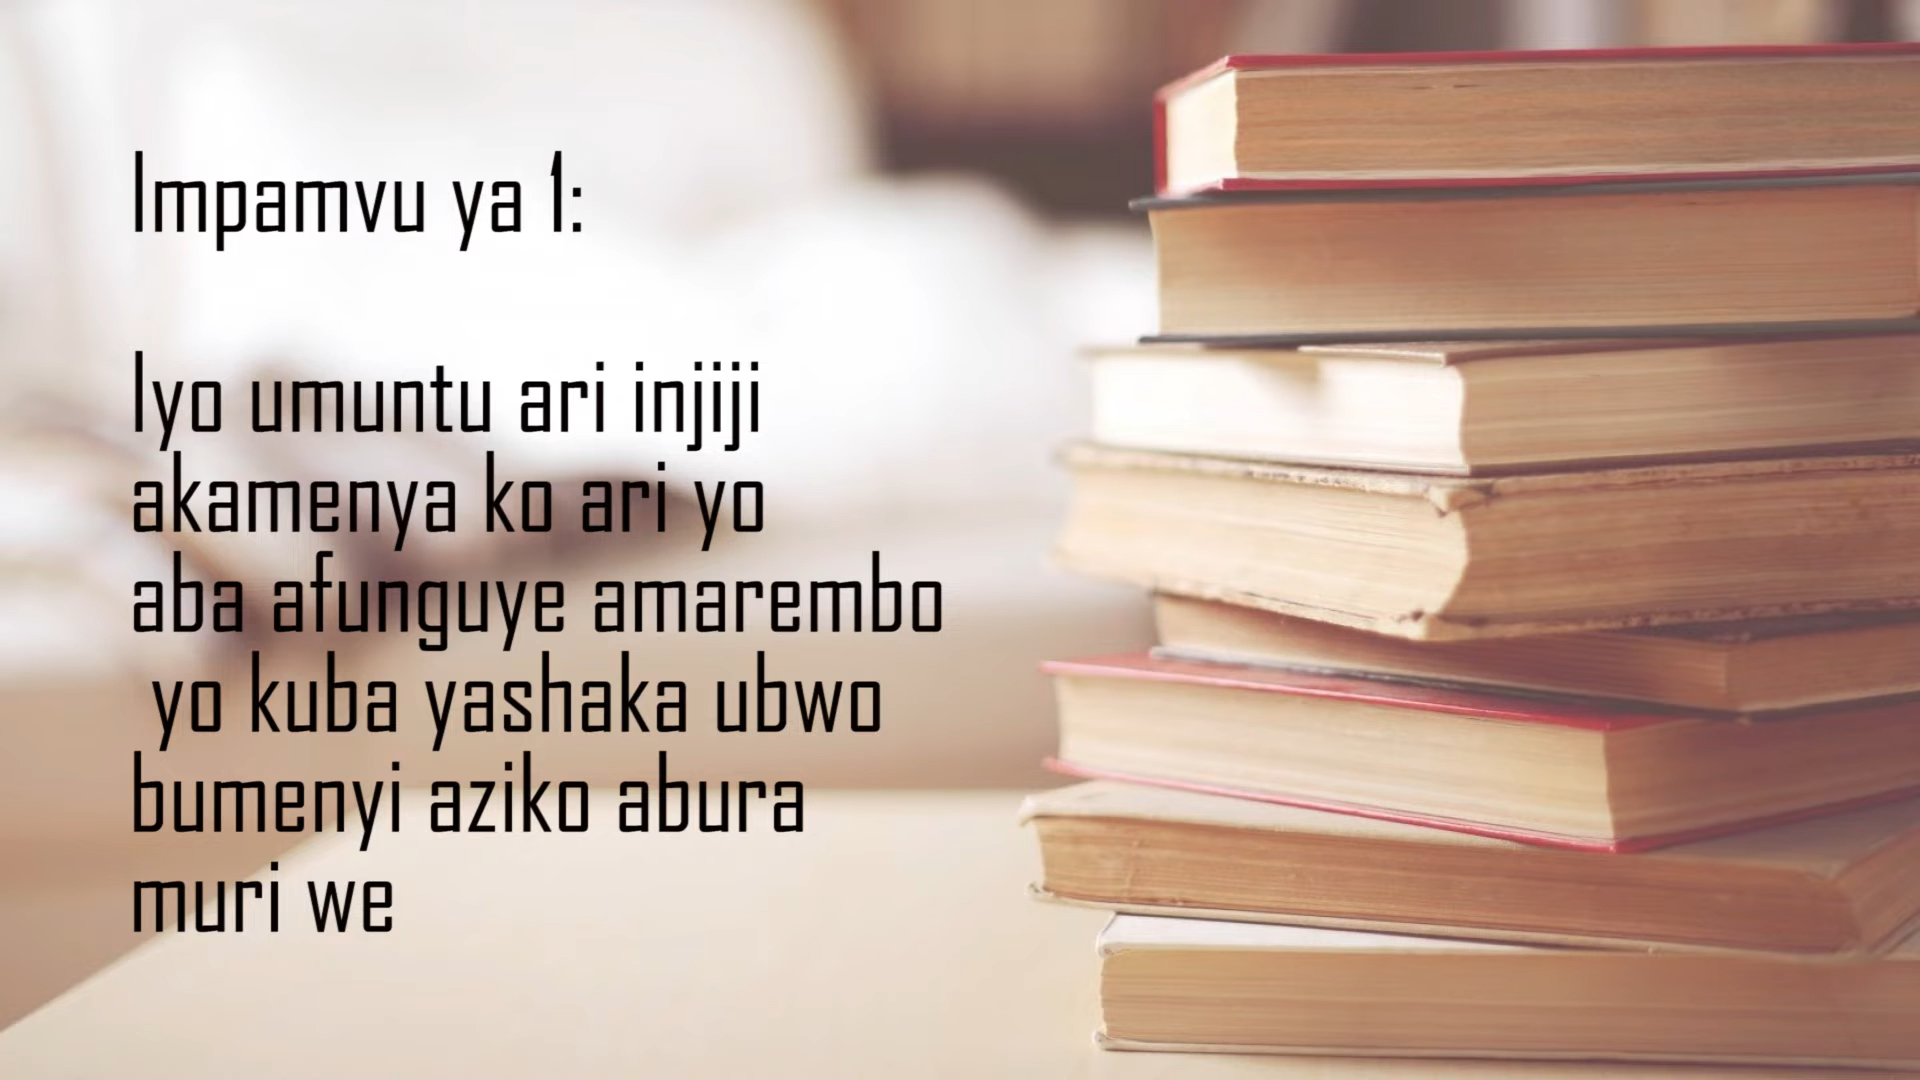 Impamvu ya 1:
Iyo umuntu ari injiji
akamenya ko ari yo
aba afunguye amarembo
yo kuba yashaka ubwo
bumenyi aziko abura
muri we